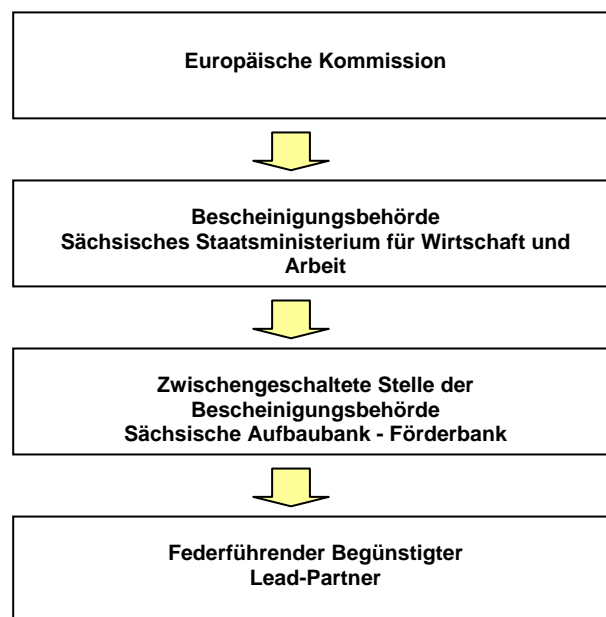 Europäische Kommission
Bescheinigungsbehörde
Sächsisches Staatsministerium für Wirtschaft und
Arbeit
Zwischengeschaltete Stelle der
Bescheinigungsbehörde
Sächsische Aufbaubank - Förderbank
Federführender Begünstigter
Lead-Partner